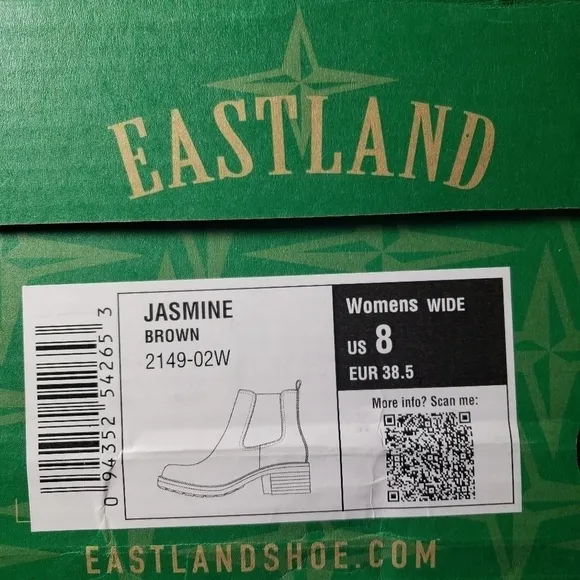 EASTLAND
JASMINE
BROWN
2149-02W
Womens WIDE
US 8
EUR 38.5
More info? Scan me:
0 94352 54265 3
EASTLANDSHOE.COM